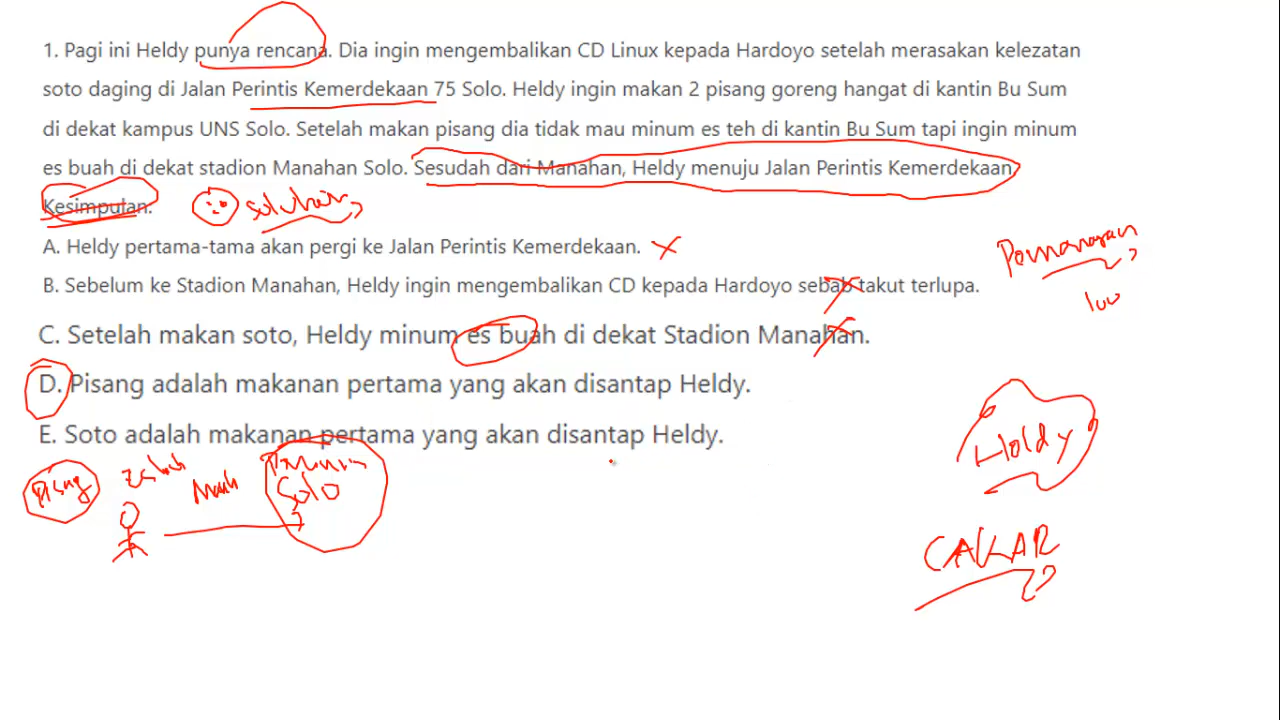 1. Pagi ini Heldy punya rencana. Dia ingin mengembalikan CD Linux kepada Hardoyo setelah merasakan kelezatan
soto daging di Jalan Perintis Kemerdekaan 75 Solo. Heldy ingin makan 2 pisang goreng hangat di kantin Bu Sum
di dekat kampus UNS Solo. Setelah makan pisang dia tidak mau minum es teh di kantin Bu Sum tapi ingin minum
es buah di dekat stadion Manahan Solo. Sesudah dari Manahan, Heldy menuju Jalan Perintis Kemerdekaan.
Kesimpulan.
A. Heldy pertama-tama akan pergi ke Jalan Perintis Kemerdekaan.
B. Sebelum ke Stadion Manahan, Heldy ingin mengembalikan CD kepada Hardoyo sebab takut terlupa.
C. Setelah makan soto, Heldy minum es buah di dekat Stadion Manahan.
D. Pisang adalah makanan pertama yang akan disantap Heldy.
E. Soto adalah makanan pertama yang akan disantap Heldy.
Pisang
Solo
Heldy
CAKAR